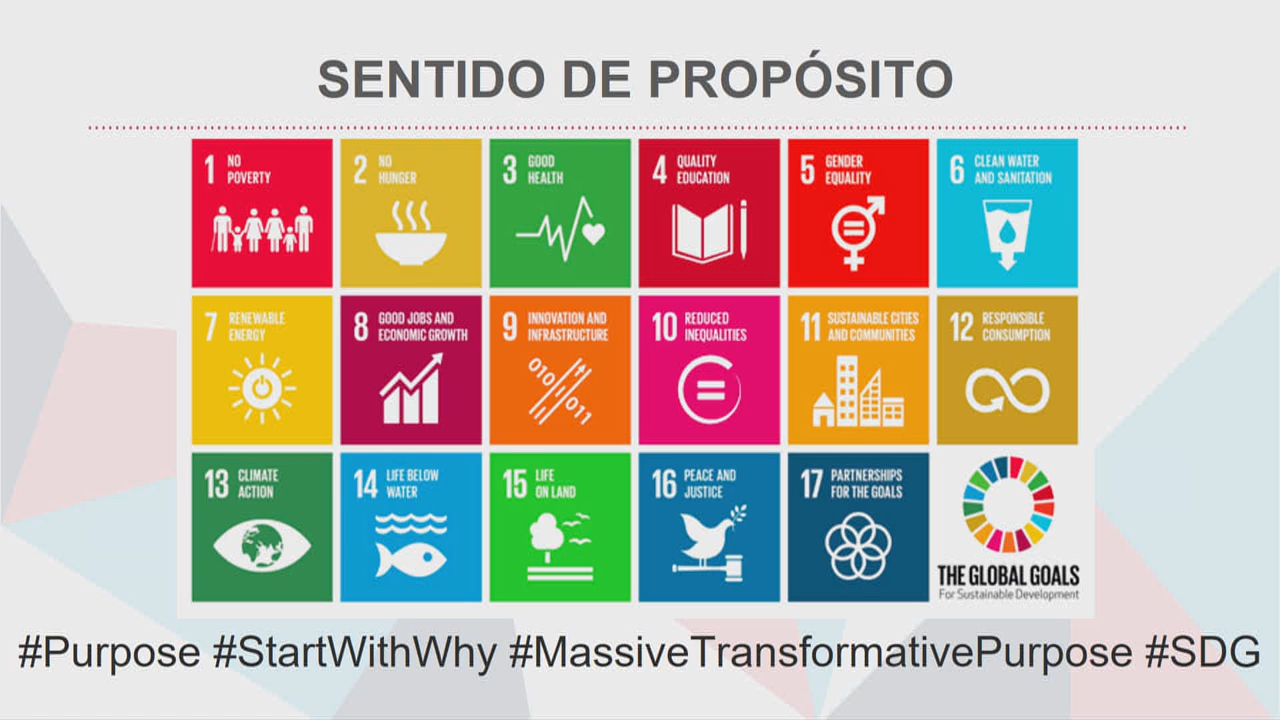 SENTIDO DE PROPÓSITO
1 NO
POVERTY
2 NO
HUNGER
3 GOOD
HEALTH
4 QUALITY
EDUCATION
5 GENDER
EQUALITY
6 CLEAN WATER
AND SANITATION
7 RENEWABLE
ENERGY
8 GOOD JOBS AND
ECONOMIC GROWTH
9 INNOVATION AND
INFRASTRUCTURE
010
011
10 REDUCED
INEQUALITIES
11 SUSTAINABLE CITIES
AND COMMUNITIES
12 RESPONSIBLE
CONSUMPTION
13 CLIMATE
ACTION
14 LIFE BELOW
WATER
15 LIFE
ON LAND
16 PEACE AND
JUSTICE
17 PARTNERSHIPS
FOR THE GOALS
THE GLOBAL GOALS
For Sustainable Development
#Purpose #StartWithWhy #MassiveTransformativePurpose #SDG